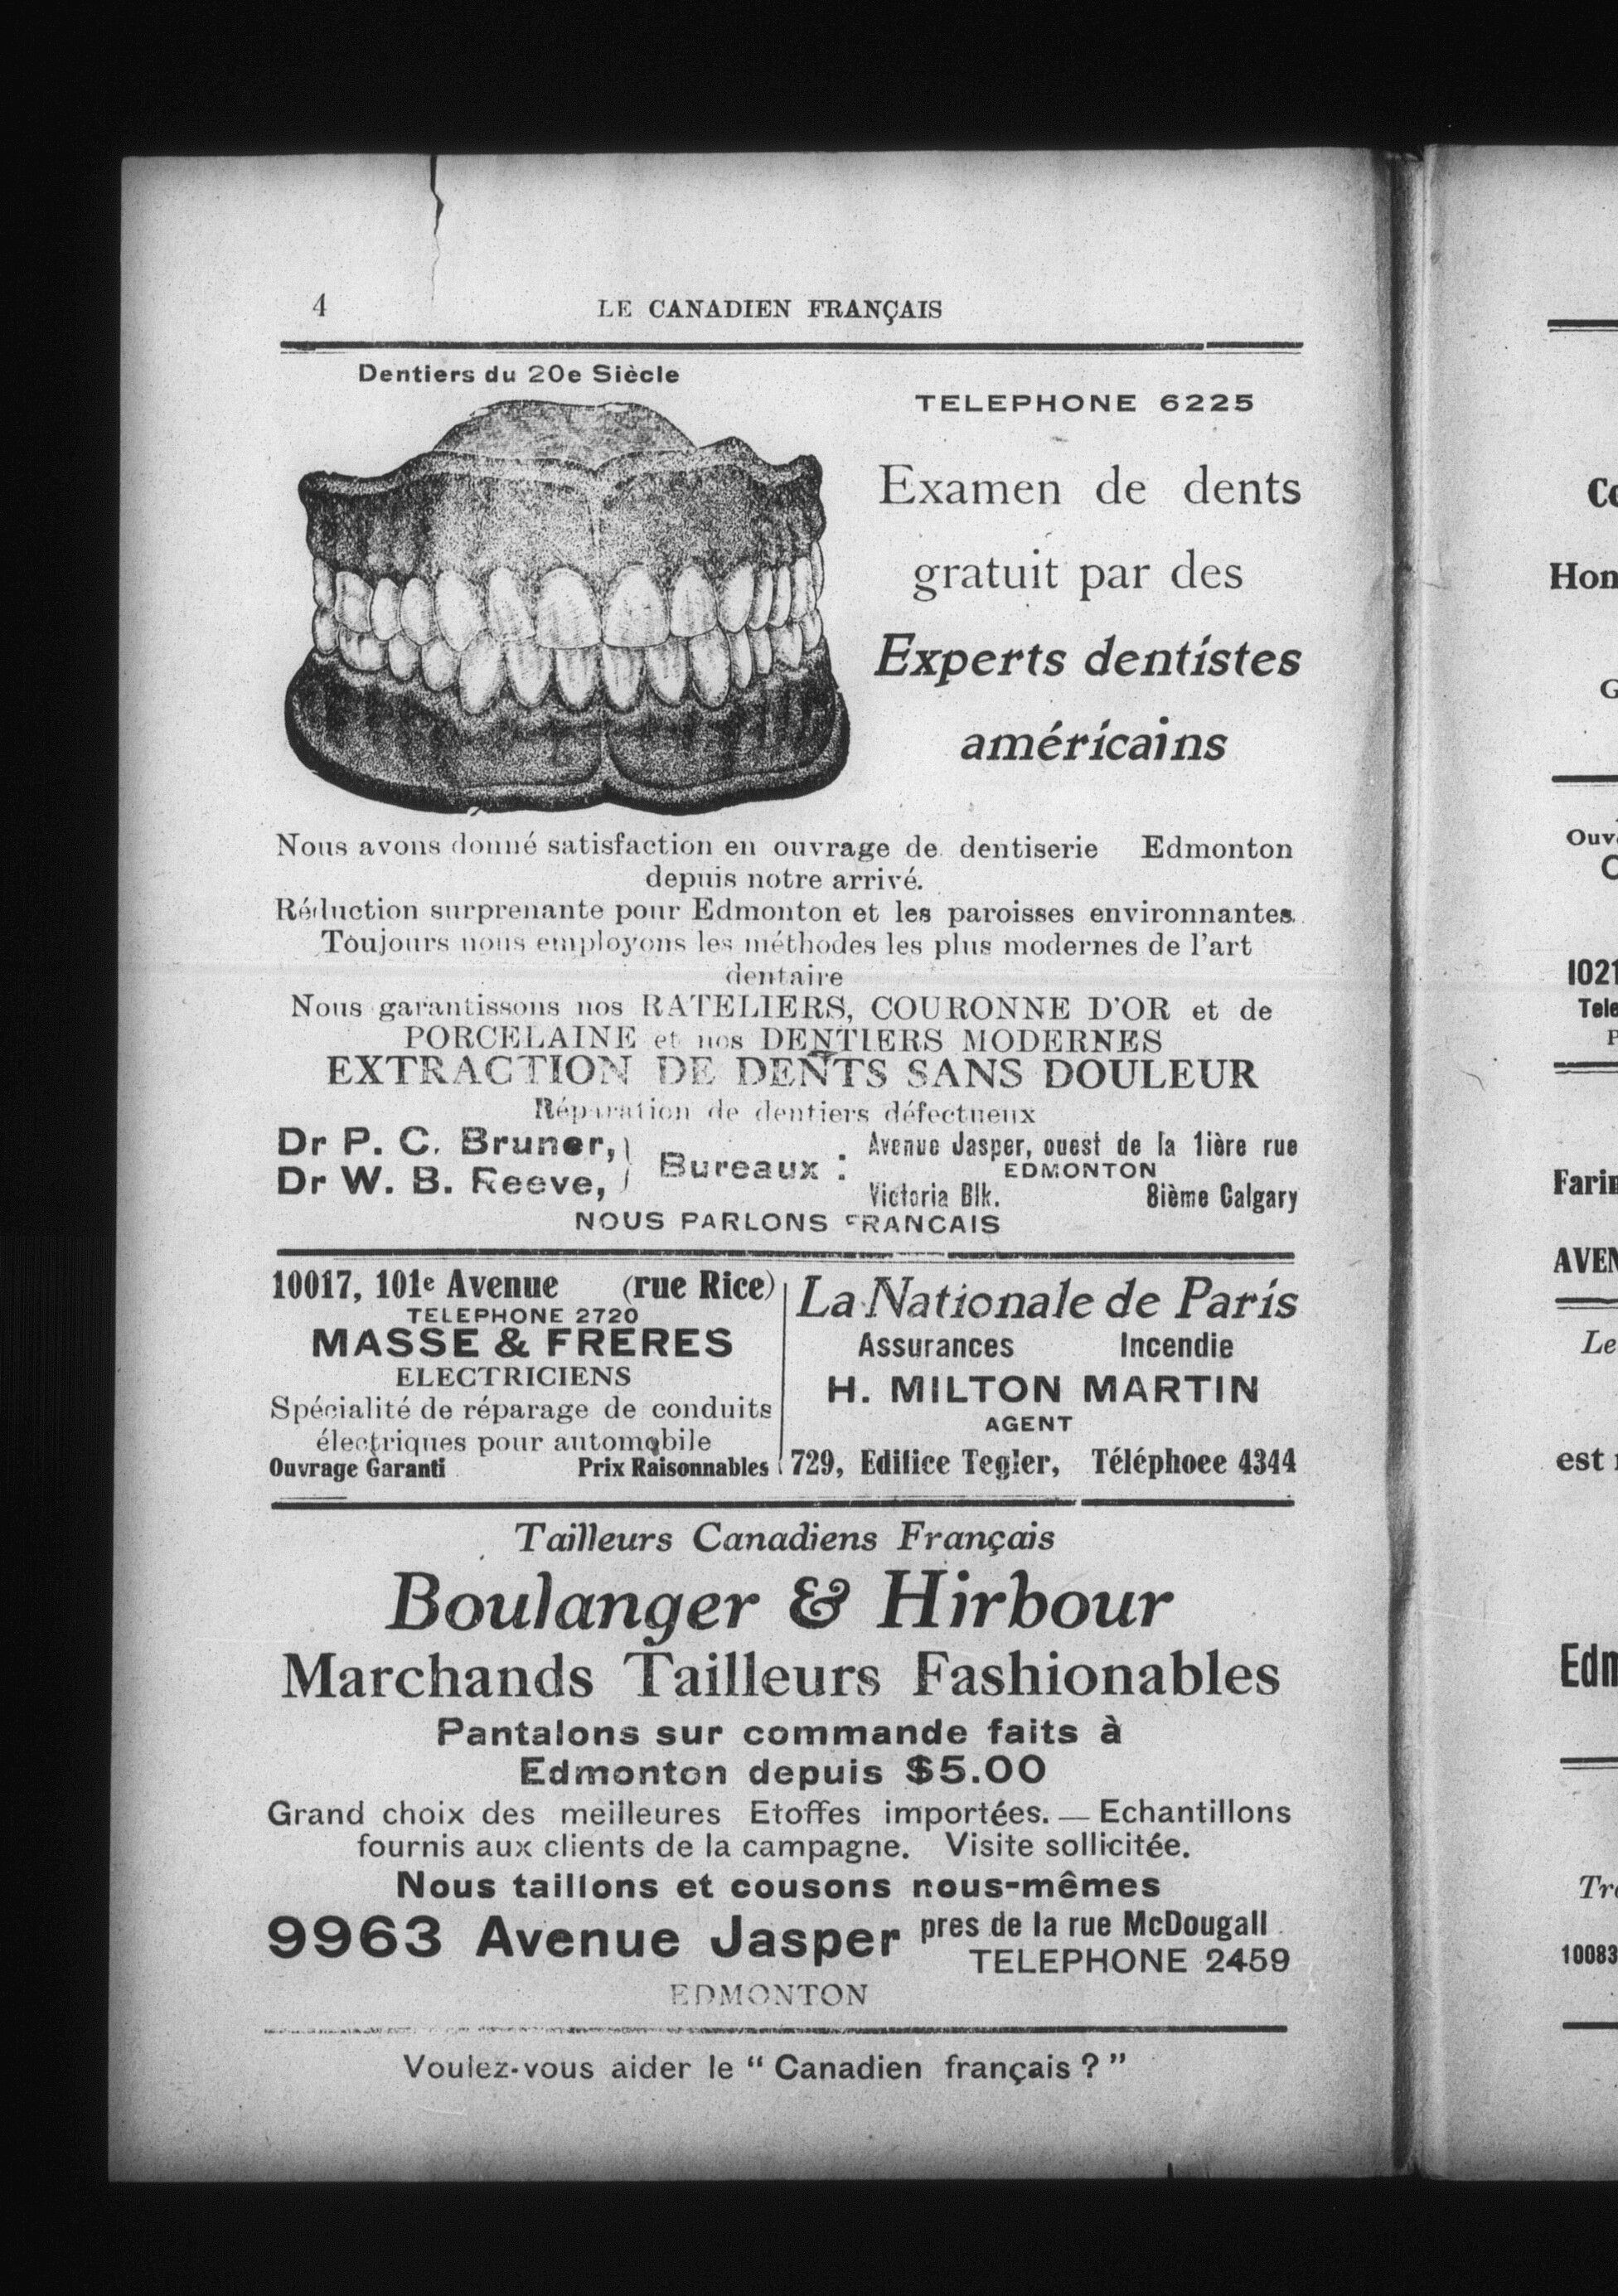 4 LE CANADIEN FRANÇAIS
Dentiers du 20e Siècle
TELEPHONE 6225
Examen de dents
gratuit par des
Experts dentistes
américains
Nous avons donné satisfaction en ouvrage de dentiserie Edmonton
depuis notre arrivé.
Réduction surprenante pour Edmonton et les paroisses environnantes.
Toujours nous employons les méthodes les plus modernes de l'art
dentaire
Nous garantissons nos RATELIERS, COURONNE D'OR et de
PORCELAINE et nos DENTIERS MODERNES
EXTRACTION DE DENTS SANS DOULEUR
Réparation de dentiers défectueux
Dr P. C. Bruner,
Dr W. B. Reeve,
Bureaux :
Avenue Jasper, ouest de la 1ière rue
EDMONTON
Victoria Blk. 8ième Calgary
NOUS PARLONS FRANCAIS
10017, 101e Avenue (rue Rice)
TELEPHONE 2720
MASSE & FRERES
ELECTRICIENS
Spécialité de réparage de conduits
électriques pour automobile
Ouvrage Garanti Prix Raisonnables
La Nationale de Paris
Assurances Incendie
H. MILTON MARTIN
AGENT
729, Edifice Tegler, Téléphoee 4344
Tailleurs Canadiens Français
Boulanger & Hirbour
Marchands Tailleurs Fashionables
Pantalons sur commande faits à
Edmonton depuis $5.00
Grand choix des meilleures Etoffes importées. — Echantillons
fournis aux clients de la campagne. Visite sollicitée.
Nous taillons et cousons nous-mêmes
9963 Avenue Jasper pres de la rue McDougall
TELEPHONE 2459
EDMONTON
Voulez-vous aider le "Canadien français?"
Ouv
1021
Tele
AVEN
Le
est
10083